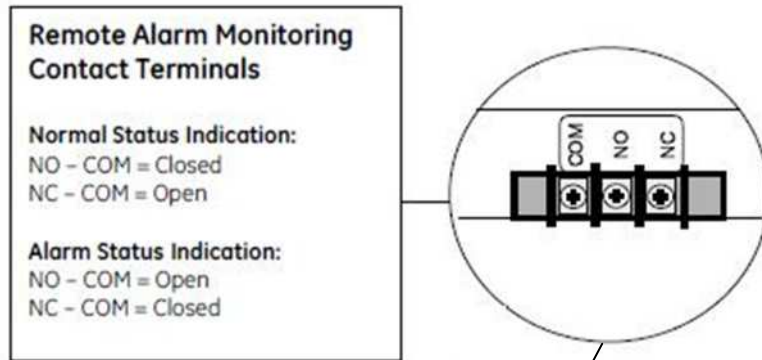 Remote Alarm Monitoring
Contact Terminals
Normal Status Indication:
NO – COM = Closed
NC – COM = Open
Alarm Status Indication:
NO – COM = Open
NC – COM = Closed
COM
NO
NC